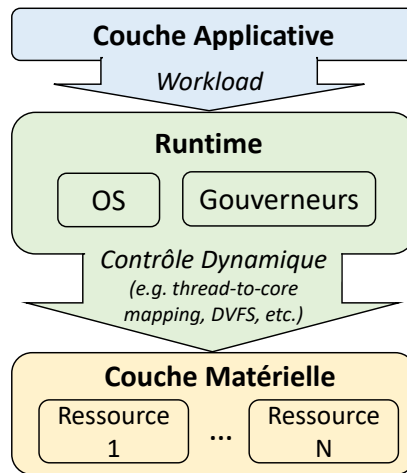 Couche Applicative
Workload
Runtime
OS
Gouverneurs
Contrôle Dynamique
(e.g. thread-to-core
mapping, DVFS, etc.)
Couche Matérielle
Ressource
1
...
Ressource
N